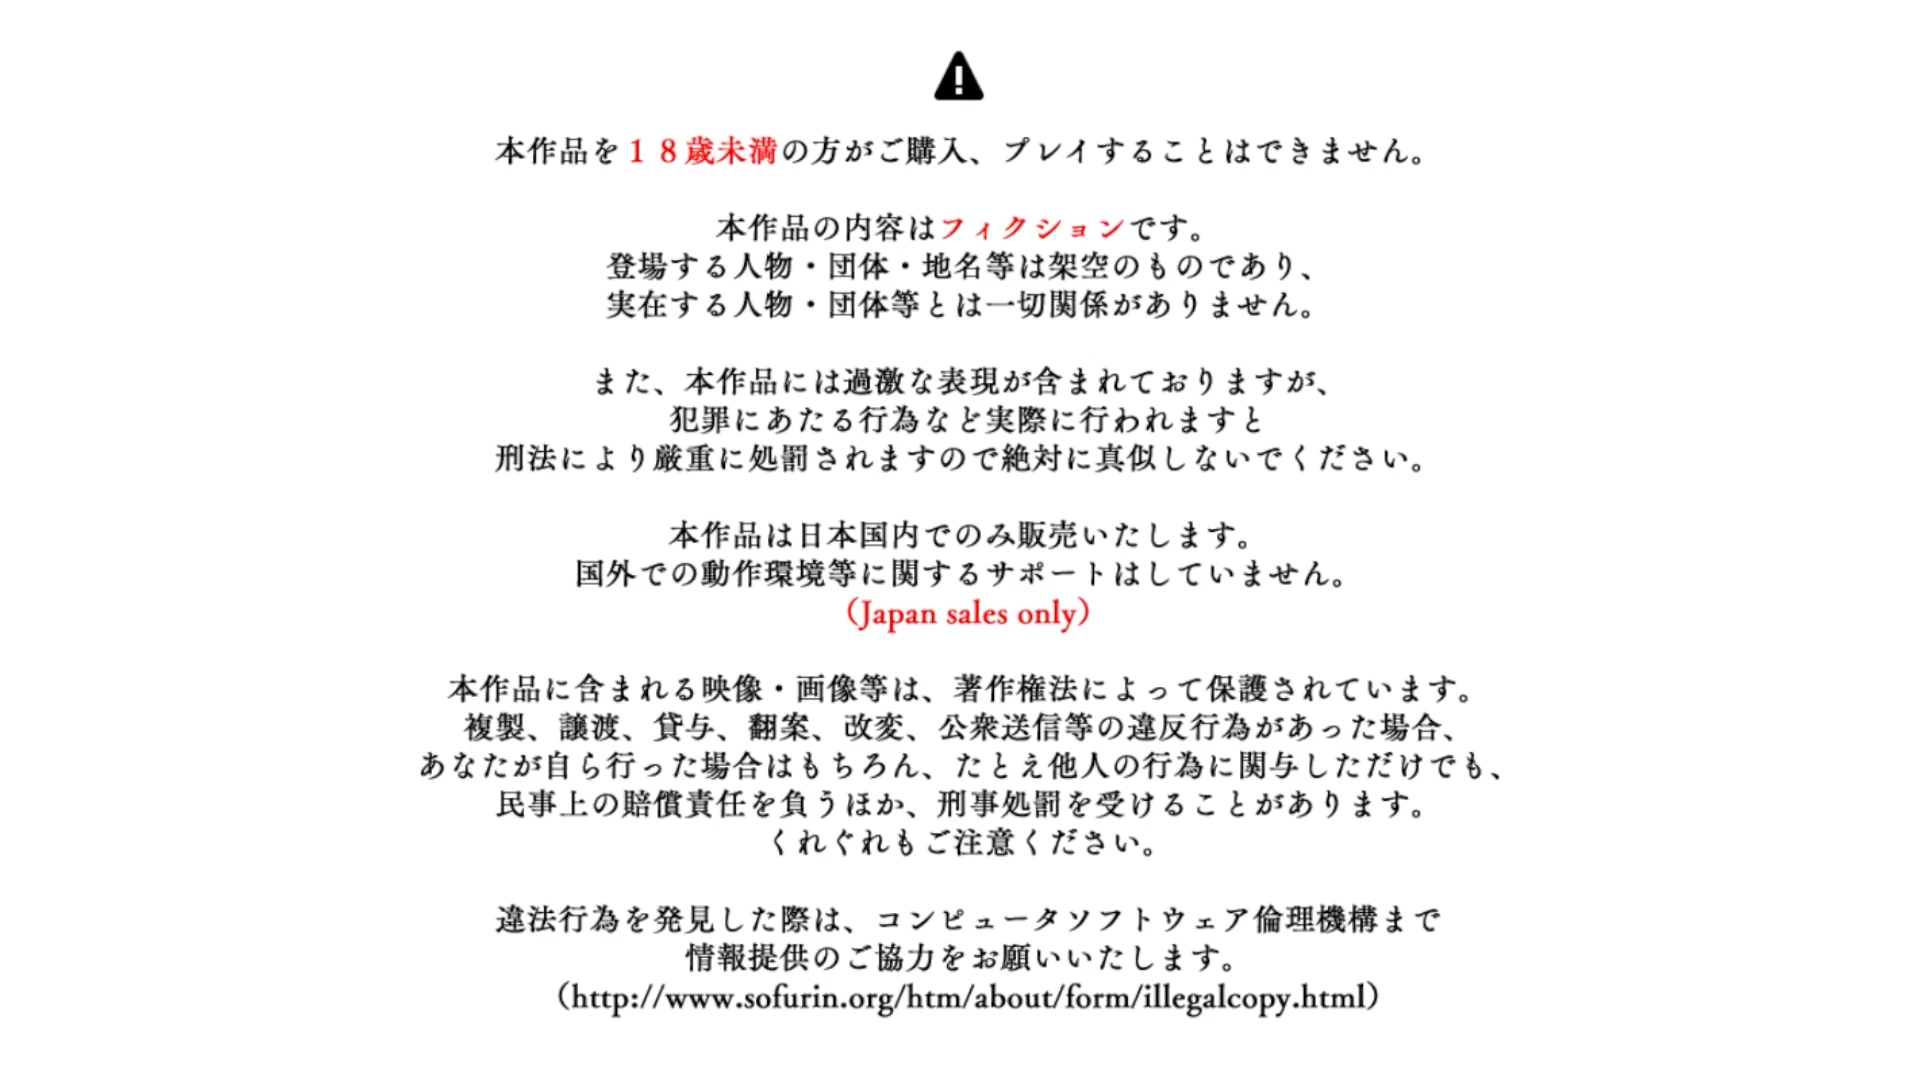 本作品を１８歳未満の方がご購入、プレイすることはできません。
本作品の内容はフィクションです。
登場する人物・団体・地名等は架空のものであり、
実在する人物・団体等とは一切関係がありません。
また、本作品には過激な表現が含まれておりますが、
犯罪にあたる行為など実際に行われますと
刑法により厳重に処罰されますので絶対に真似しないでください。
本作品は日本国内でのみ販売いたします。
国外での動作環境等に関するサポートはしていません。
（Japan sales only）
本作品に含まれる映像・画像等は、著作権法によって保護されています。
複製、譲渡、貸与、翻案、改変、公衆送信等の違反行為があった場合、
あなたが自ら行った場合はもちろん、たとえ他人の行為に関与しただけでも、
民事上の賠償責任を負うほか、刑事処罰を受けることがあります。
くれぐれもご注意ください。
違法行為を発見した際は、コンピュータソフトウェア倫理機構まで
情報提供のご協力をお願いいたします。
（http://www.sofurin.org/htm/about/form/illegalcopy.html）